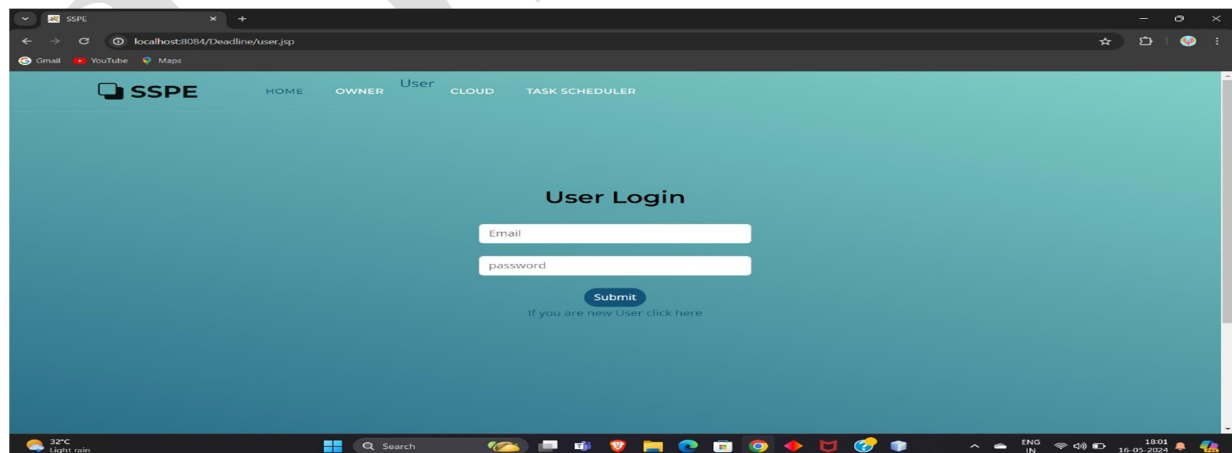 SSPE
localhost:8084/Deadline/user.jsp
Gmail YouTube Maps
SSPE HOME OWNER User CLOUD TASK SCHEDULER
User Login
Email
password
Submit
If you are new User click here
32°C
Light rain
Search
ENG
IN
18:01
16-05-2024